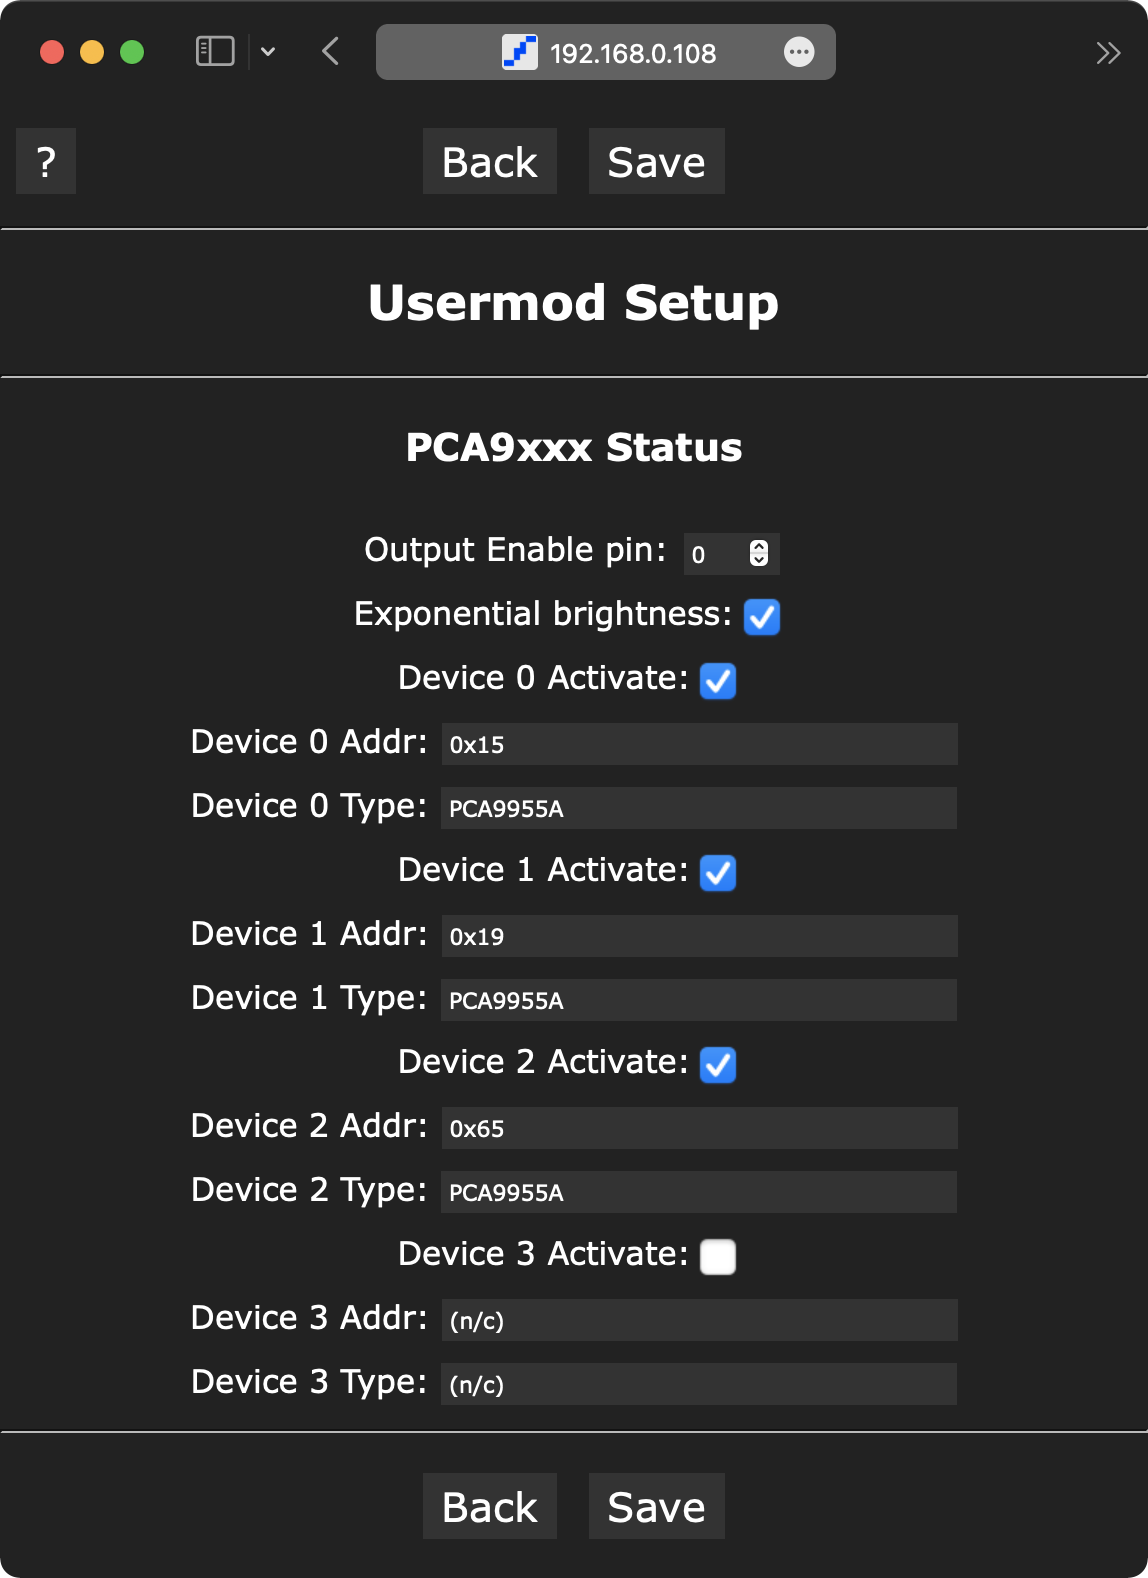 192.168.0.108
?
Back Save
Usermod Setup
PCA9xxx Status
Output Enable pin: 0
Exponential brightness:
Device 0 Activate:
Device 0 Addr: 0x15
Device 0 Type: PCA9955A
Device 1 Activate:
Device 1 Addr: 0x19
Device 1 Type: PCA9955A
Device 2 Activate:
Device 2 Addr: 0x65
Device 2 Type: PCA9955A
Device 3 Activate:
Device 3 Addr: (n/c)
Device 3 Type: (n/c)
Back Save